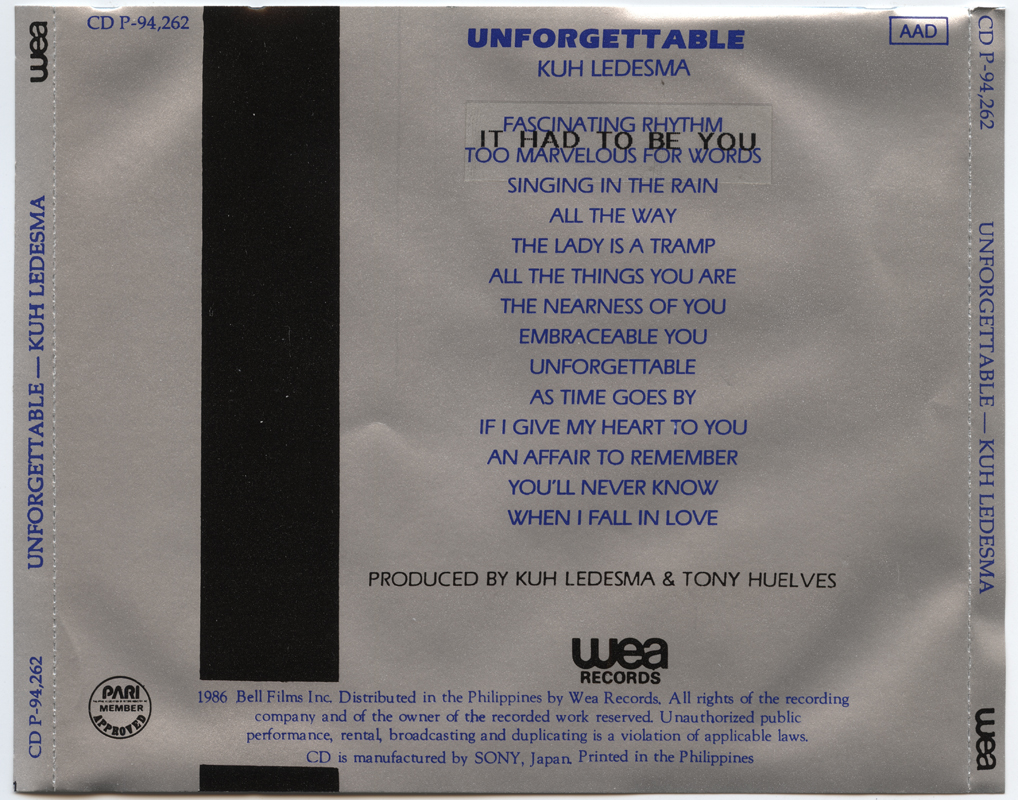 wea
UNFORGETTABLE — KUH LEDESMA
CD P-94,262
CD P-94,262
UNFORGETTABLE
KUH LEDESMA
AAD
FASCINATING RHYTHM
IT HAD TO BE YOU
TOO MARVELOUS FOR WORDS
SINGING IN THE RAIN
ALL THE WAY
THE LADY IS A TRAMP
ALL THE THINGS YOU ARE
THE NEARNESS OF YOU
EMBRACEABLE YOU
UNFORGETTABLE
AS TIME GOES BY
IF I GIVE MY HEART TO YOU
AN AFFAIR TO REMEMBER
YOU'LL NEVER KNOW
WHEN I FALL IN LOVE
PRODUCED BY KUH LEDESMA & TONY HUELVES
wea
RECORDS
PARI
MEMBER
APPROVED
1986 Bell Films Inc. Distributed in the Philippines by Wea Records. All rights of the recording
company and of the owner of the recorded work reserved. Unauthorized public
performance, rental, broadcasting and duplicating is a violation of applicable laws.
CD is manufactured by SONY, Japan. Printed in the Philippines
CD P-94,262
UNFORGETTABLE — KUH LEDESMA
wea